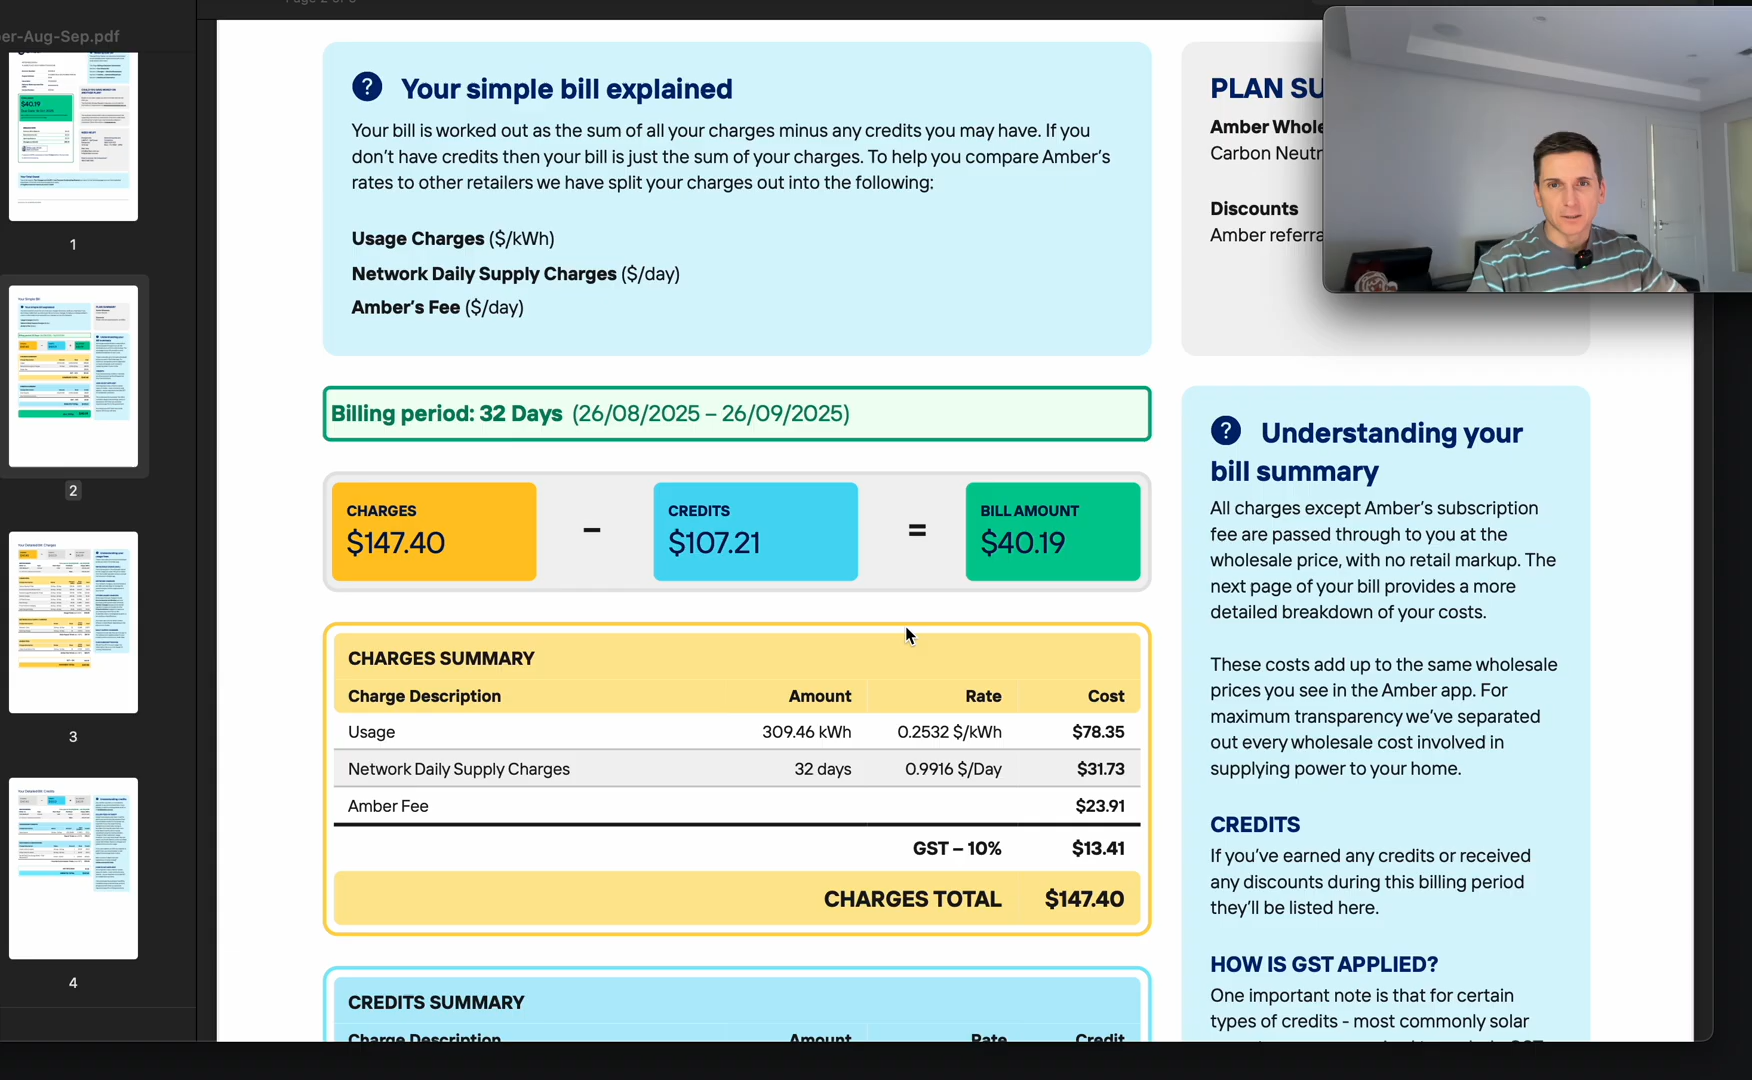 er-Aug-Sep.pdf
1
2
3
4
Your simple bill explained
Your bill is worked out as the sum of all your charges minus any credits you may have. If you
don't have credits then your bill is just the sum of your charges. To help you compare Amber's
rates to other retailers we have split your charges out into the following:
Usage Charges ($/kWh)
Network Daily Supply Charges ($/day)
Amber's Fee ($/day)
PLAN SU
Amber Whole
Carbon Neutr
Discounts
Amber referra
Billing period: 32 Days (26/08/2025 – 26/09/2025)
CHARGES
$147.40
–
CREDITS
$107.21
=
BILL AMOUNT
$40.19
CHARGES SUMMARY
Charge Description Amount Rate Cost
Usage 309.46 kWh 0.2532 $/kWh $78.35
Network Daily Supply Charges 32 days 0.9916 $/Day $31.73
Amber Fee $23.91
GST – 10% $13.41
CHARGES TOTAL $147.40
CREDITS SUMMARY
Charge Description Amount Rate Credit
Understanding your
bill summary
All charges except Amber's subscription
fee are passed through to you at the
wholesale price, with no retail markup. The
next page of your bill provides a more
detailed breakdown of your costs.
These costs add up to the same wholesale
prices you see in the Amber app. For
maximum transparency we've separated
out every wholesale cost involved in
supplying power to your home.
CREDITS
If you've earned any credits or received
any discounts during this billing period
they'll be listed here.
HOW IS GST APPLIED?
One important note is that for certain
types of credits - most commonly solar